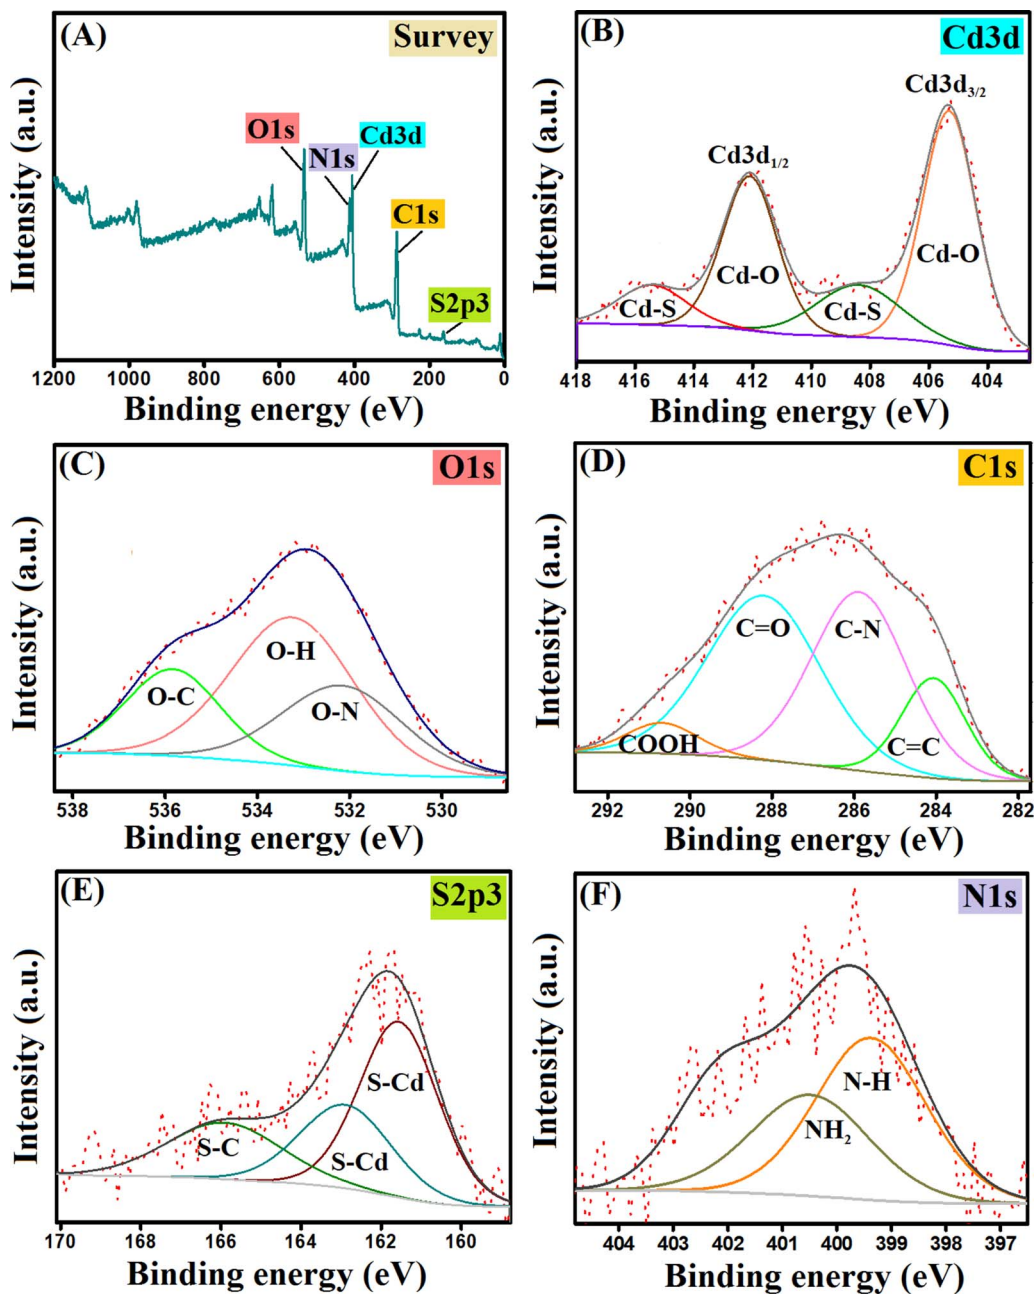 (A)
Survey
O1s
N1s
Cd3d
C1s
S2p3
Intensity (a.u.)
1200 1000 800 600 400 200 0
Binding energy (eV)
(B)
Cd3d
Cd3d3/2
Cd3d1/2
Cd-S
Cd-O
Cd-S
Cd-O
Intensity (a.u.)
418 416 414 412 410 408 406 405 404
Binding energy (eV)
(C)
O1s
O-C
O-H
O-N
Intensity (a.u.)
538 536 534 532 530
Binding energy (eV)
(D)
C1s
COOH
C=O
C-N
C=C
Intensity (a.u.)
290 288 286 284 282
Binding energy (eV)
(E)
S2p3
S-C
S-Cd
S-Cd
Intensity (a.u.)
170 168 166 164 162 160
Binding energy (eV)
(F)
N1s
N-H
NH2
Intensity (a.u.)
404 403 402 401 400 399 398 397
Binding energy (eV)